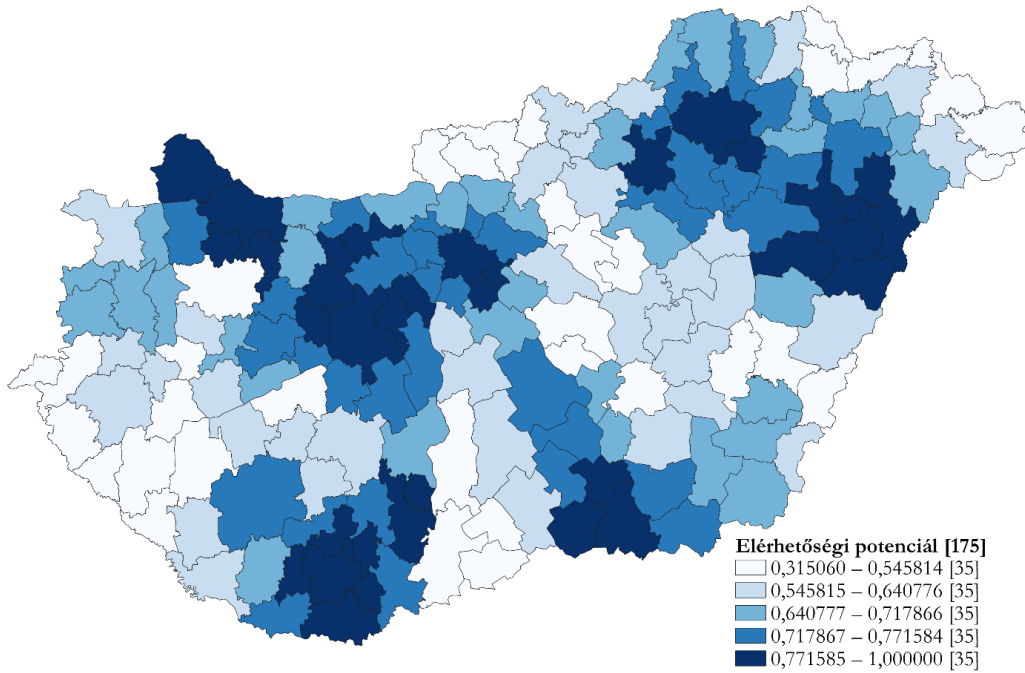 Elérhetőségi potenciál [175]
0,315060 – 0,545814 [35]
0,545815 – 0,640776 [35]
0,640777 – 0,717866 [35]
0,717867 – 0,771584 [35]
0,771585 – 1,000000 [35]